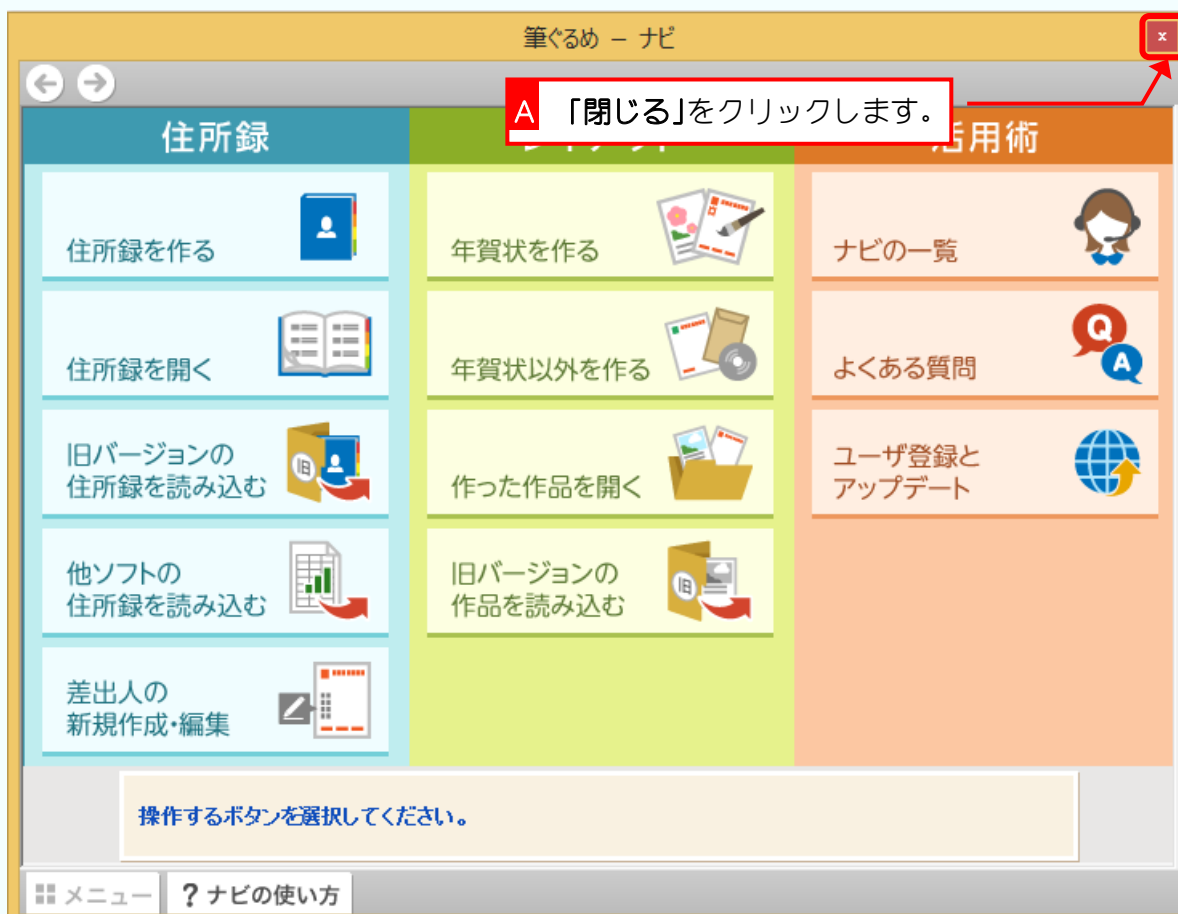 筆ぐるめ － ナビ
x
A 「閉じる」をクリックします。
住所録
活用術
住所録を作る
住所録を開く
旧バージョンの
住所録を読み込む
旧
他ソフトの
住所録を読み込む
差出人の
新規作成・編集
年賀状を作る
年賀状以外を作る
作った作品を開く
旧バージョンの
作品を読み込む
旧
ナビの一覧
よくある質問
Q
A
ユーザ登録と
アップデート
操作するボタンを選択してください。
メニュー
? ナビの使い方